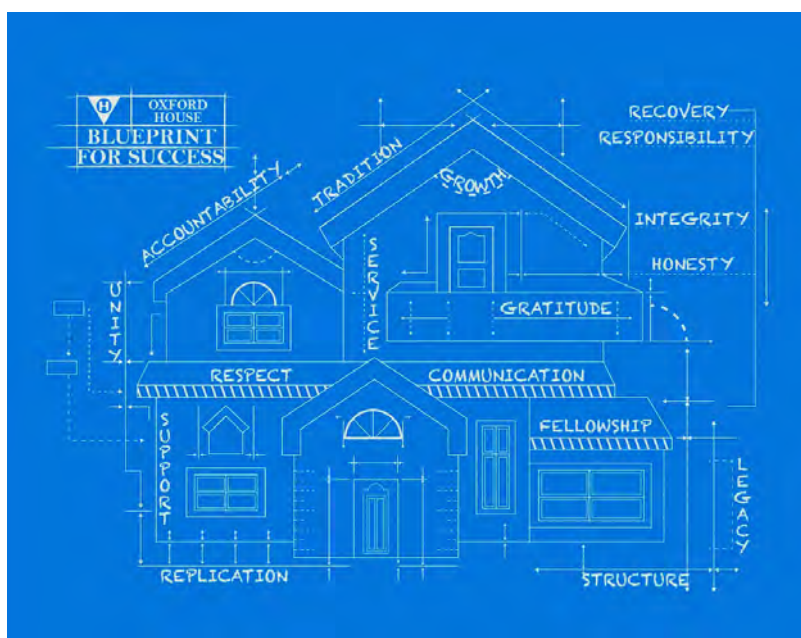 H
OXFORD
HOUSE
BLUEPRINT
FOR SUCCESS
RECOVERY
RESPONSIBILITY
TRADITION
GROWTH
ACCOUNTABILITY
INTEGRITY
SERVICE
HONESTY
UNITY
GRATITUDE
RESPECT
COMMUNICATION
SUPPORT
FELLOWSHIP
LEGACY
REPLICATION
STRUCTURE